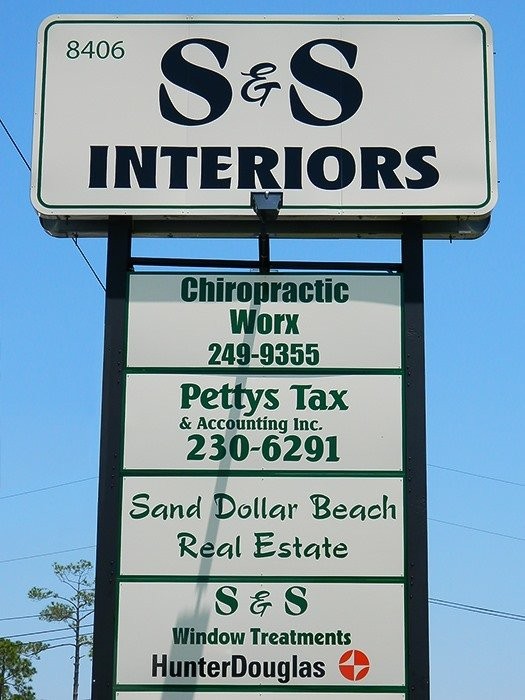 8406
S & S
INTERIORS
Chiropractic
Worx
249-9355
Pettys Tax
& Accounting Inc.
230-6291
Sand Dollar Beach
Real Estate
S & S
Window Treatments
HunterDouglas